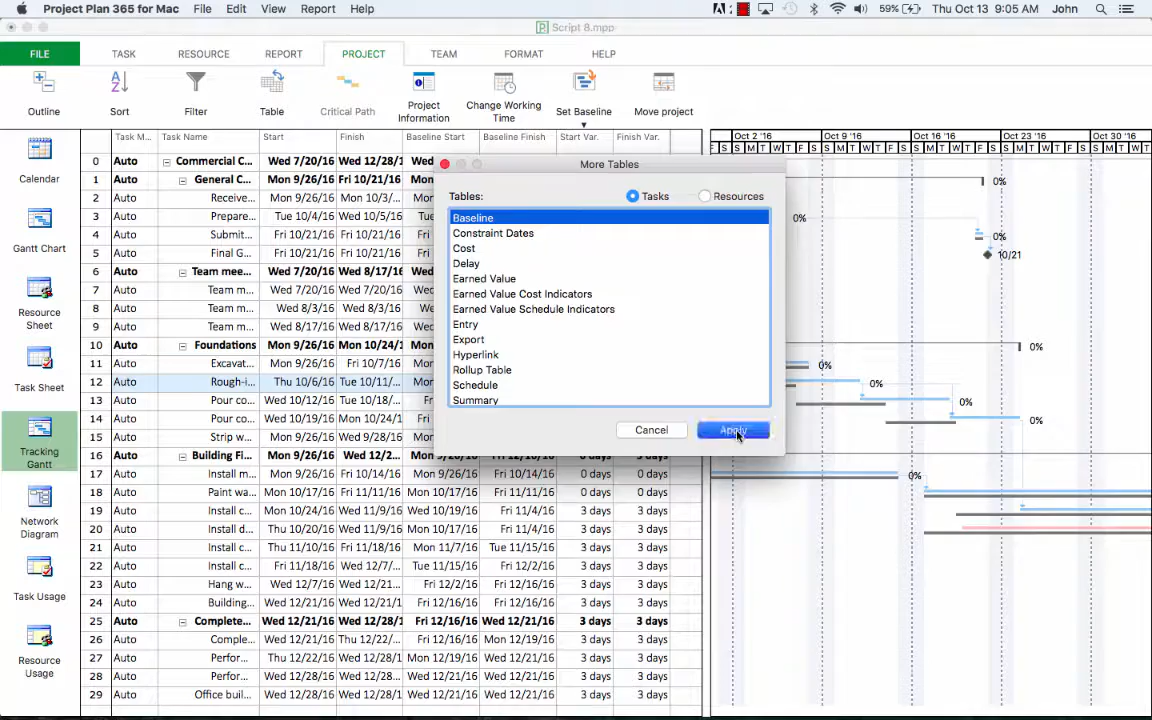 Project Plan 365 for Mac File Edit View Report Help 59% Thu Oct 13 9:05 AM John
Script 8.mpp
FILE TASK RESOURCE REPORT PROJECT TEAM FORMAT HELP
Outline Sort Filter Table Critical Path Project Information Change Working Time Set Baseline Move project
Calendar
Gantt Chart
Resource Sheet
Task Sheet
Tracking Gantt
Network Diagram
Task Usage
Resource Usage
Task M... Task Name Start Finish Baseline Start Baseline Finish Start Var. Finish Var.
0 Auto Commercial C... Wed 7/20/16 Wed 12/28/1 Wed
1 Auto General C... Mon 9/26/16 Fri 10/21/16 Mon
2 Auto Receive... Mon 9/26/16 Mon 10/3/... Mon
3 Auto Prepare... Tue 10/4/16 Wed 10/5/16 Tue
4 Auto Submit... Fri 10/21/16 Fri 10/21/16 Fri
5 Auto Final G... Fri 10/21/16 Fri 10/21/16 Fri
6 Auto Team mee... Wed 7/20/16 Wed 8/17/16 Wed
7 Auto Team m... Wed 7/20/16 Wed 7/20/16 Wed
8 Auto Team m... Wed 8/3/16 Wed 8/3/16 Wed
9 Auto Team m... Wed 8/17/16 Wed 8/17/16 Wed
10 Auto Foundations Mon 9/26/16 Mon 10/24/1 Mon
11 Auto Excavat... Mon 9/26/16 Fri 10/7/16 Mon
12 Auto Rough-i... Thu 10/6/16 Tue 10/11/... Mon
13 Auto Pour co... Wed 10/12/16 Tue 10/18/... Fri
14 Auto Pour co... Wed 10/19/16 Mon 10/24/1 Fri
15 Auto Strip w... Wed 9/28/16 Wed 9/28/16 Mon
16 Auto Building Fi... Mon 9/26/16 Wed 12/21/1 Mon 9/26/16 Fri 12/16/16 3 days 3 days
17 Auto Install m... Mon 9/26/16 Fri 10/14/16 Mon 9/26/16 Fri 10/14/16 0 days 0 days
18 Auto Paint wa... Mon 10/17/16 Fri 11/11/16 Mon 10/17/16 Fri 11/11/16 0 days 0 days
19 Auto Install c... Mon 10/24/16 Wed 11/9/16 Wed 10/19/16 Fri 11/4/16 3 days 3 days
20 Auto Install d... Thu 10/20/16 Wed 11/9/16 Mon 10/17/16 3 days 3 days
21 Auto Install c... Thu 11/10/16 Fri 11/18/16 Mon 11/7/16 Tue 11/15/16 3 days 3 days
22 Auto Install c... Fri 11/18/16 Wed 12/7/... Tue 11/15/16 Fri 12/2/16 3 days 3 days
23 Auto Hang w... Wed 12/7/16 Wed 12/21... Fri 12/2/16 Fri 12/16/16 3 days 3 days
24 Auto Building... Wed 12/21/16 Wed 12/21/1 Fri 12/16/16 Fri 12/16/16 3 days 3 days
25 Auto Complete... Wed 12/21/16 Wed 12/28/1 Fri 12/16/16 Wed 12/21/16 3 days 3 days
26 Auto Comple... Wed 12/21/16 Thu 12/22/... Fri 12/16/16 Mon 12/19/16 3 days 3 days
27 Auto Perfor... Thu 12/22/16 Wed 12/28/1 Mon 12/19/16 Wed 12/21/16 3 days 3 days
28 Auto Perfor... Wed 12/28/16 Wed 12/28... Wed 12/21/16 Wed 12/21/16 3 days 3 days
29 Auto Office buil... Wed 12/28/16 Wed 12/28/16 Wed 12/21/16 Wed 12/21/16 3 days 3 days
More Tables
Tables: Tasks Resources
Baseline
Constraint Dates
Cost
Delay
Earned Value
Earned Value Cost Indicators
Earned Value Schedule Indicators
Entry
Export
Hyperlink
Rollup Table
Schedule
Summary
Cancel Apply
Oct 2 '16 Oct 9 '16 Oct 16 '16 Oct 23 '16 Oct 30 '16
S S M T W T F S S M T W T F S S M T W T F S S M T W T F S S M T W T
0%
0%
0%
10/21
0%
0%
0%
0%
0%
0%